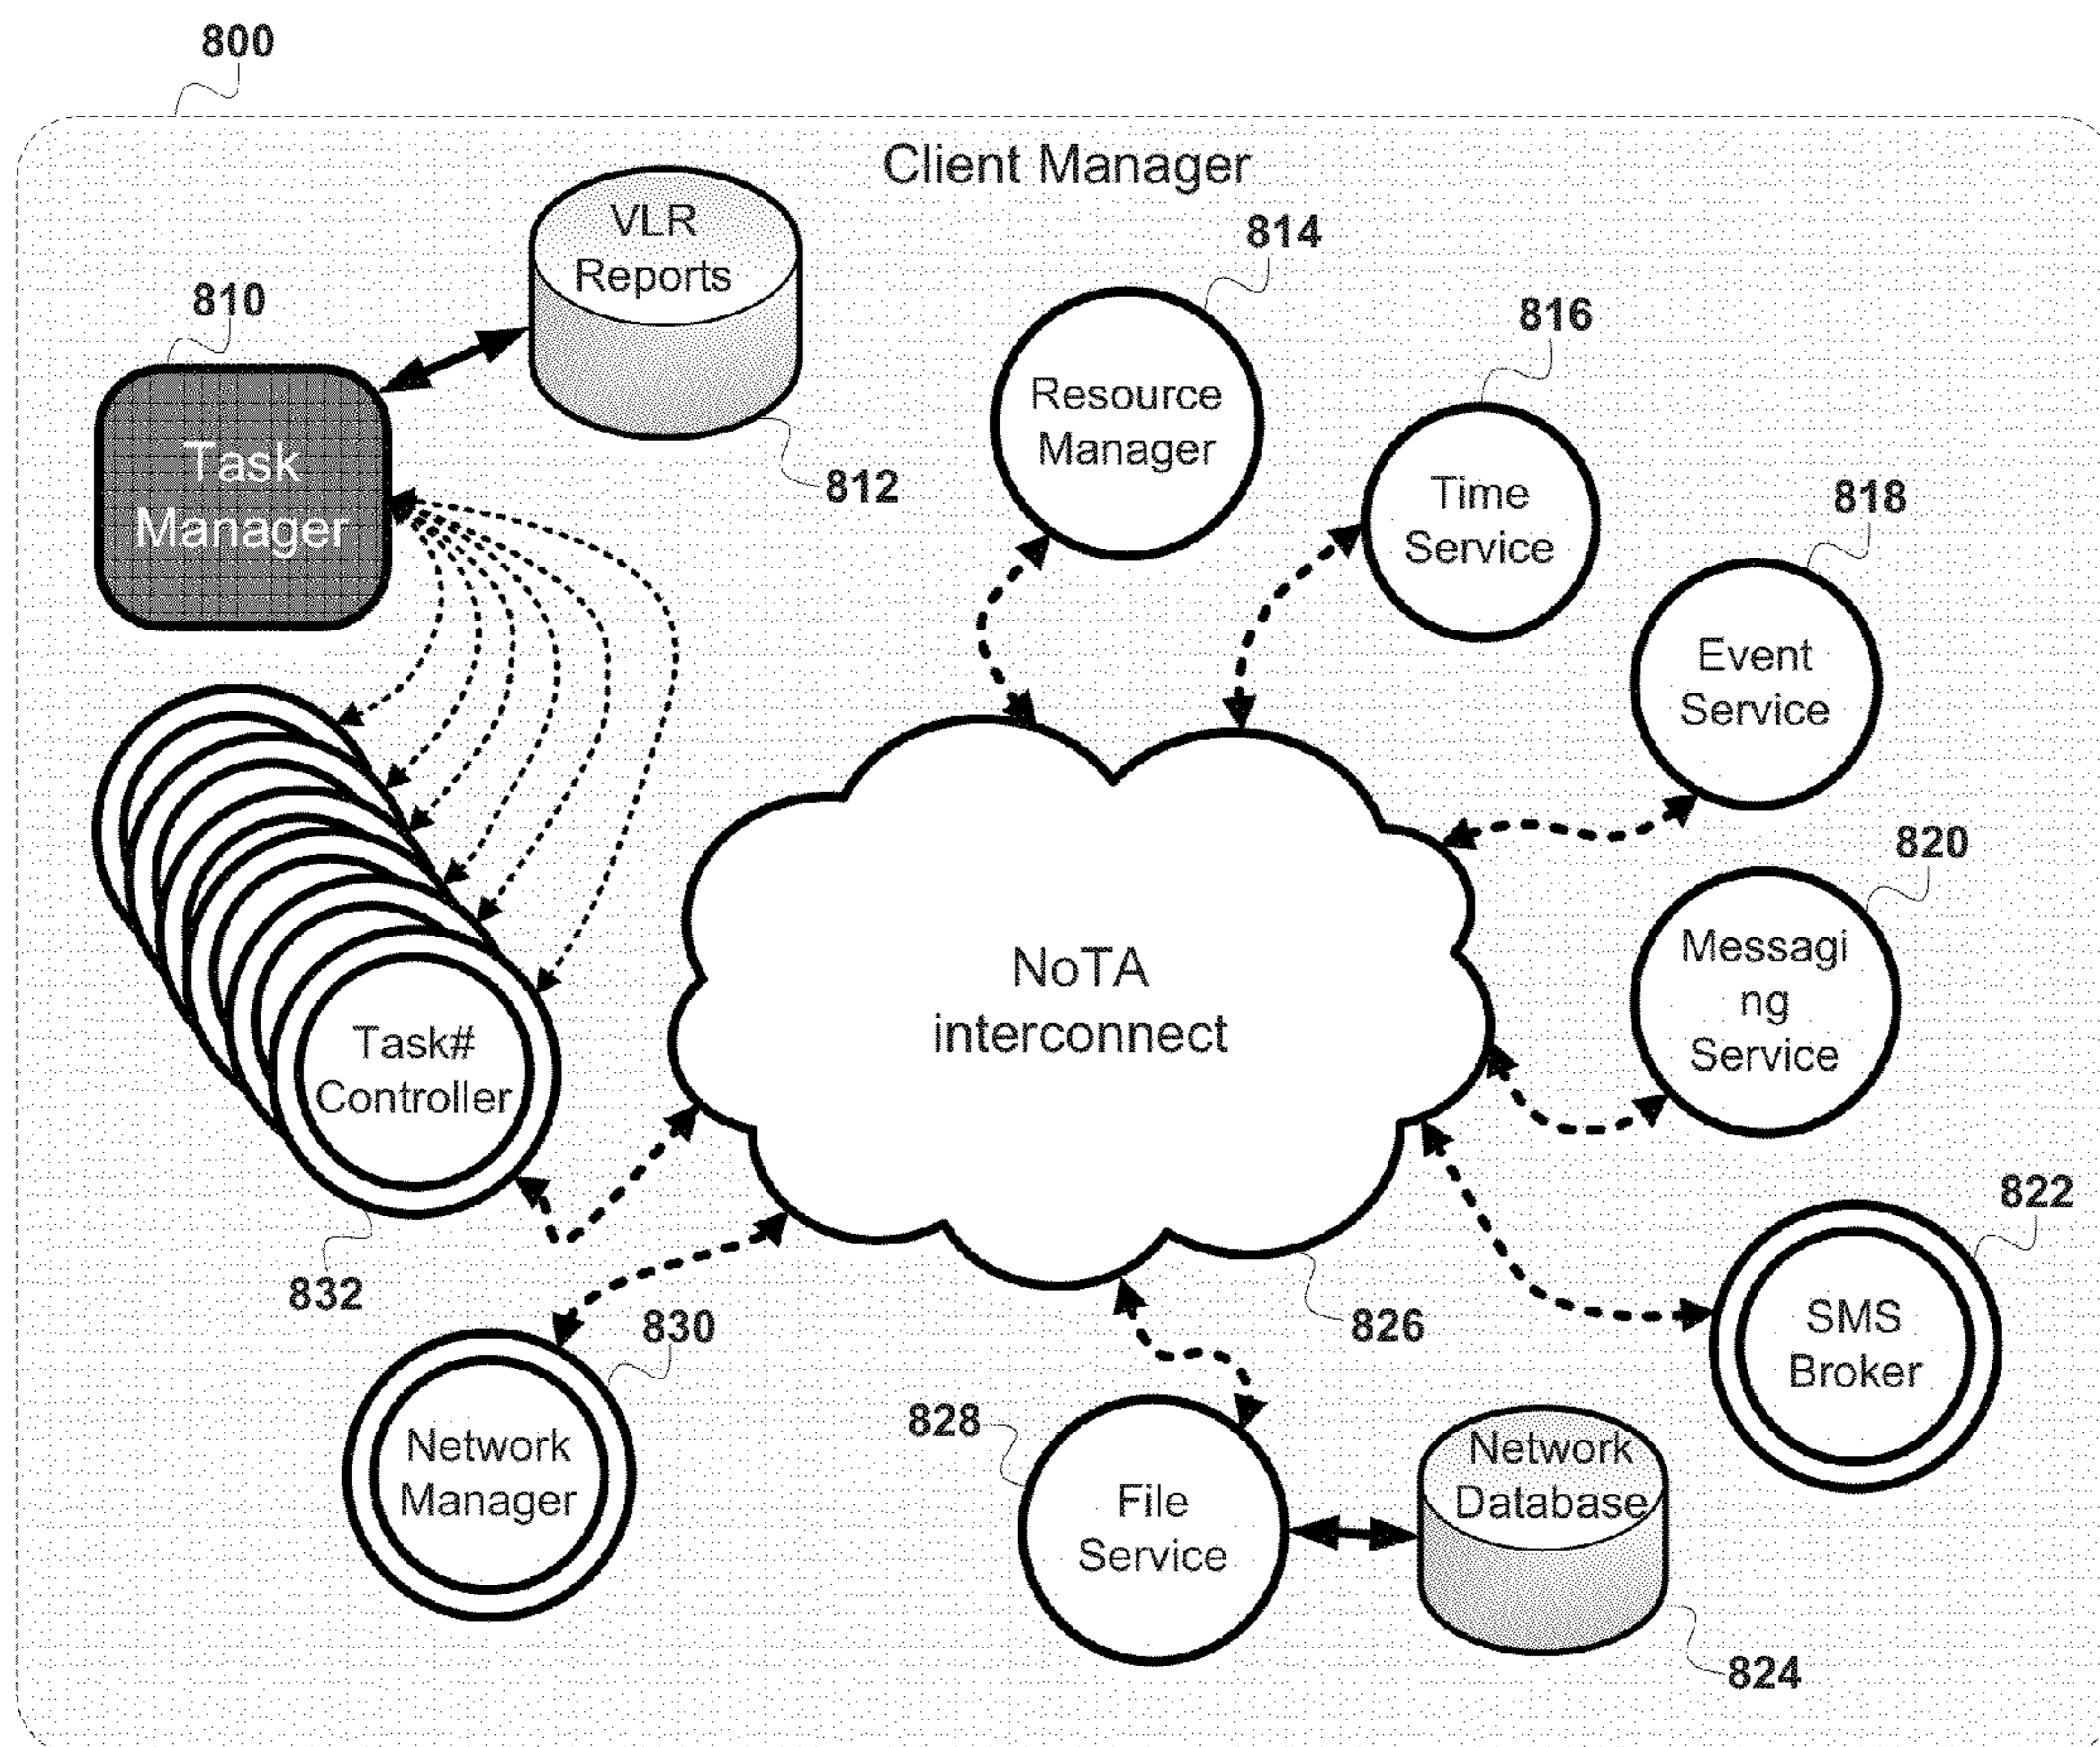 800
Client Manager
VLR
Reports
814
810
816
Resource
Manager
Task
Manager
812
Time
Service
818
Event
Service
820
Messagi
ng
Service
NoTA
interconnect
Task#
Controller
822
832
830
826
SMS
Broker
828
Network
Manager
File
Service
Network
Database
824